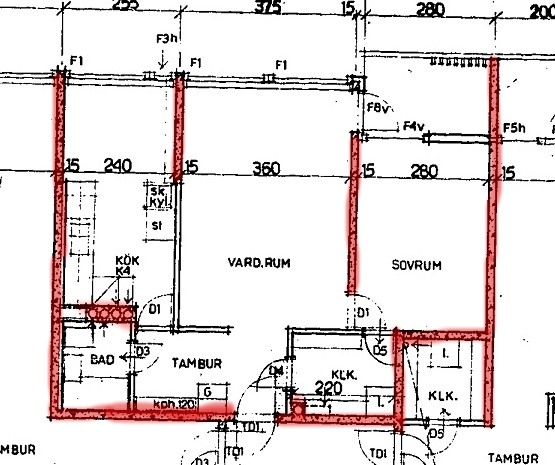 255 375 15 280 200
F3h
F1 F1 F1
F8v
F4v F5h
15 240 15 360 15 280 15
sk
kyl
st
KÖK
K4
VARD.RUM SOVRUM
D1 D1
BAD D3 TAMBUR D4 D5
KLK. L
G 220 KLK.
kph.120 L
TD1 D5
TD1 TD1
MBUR D3 TAMBUR